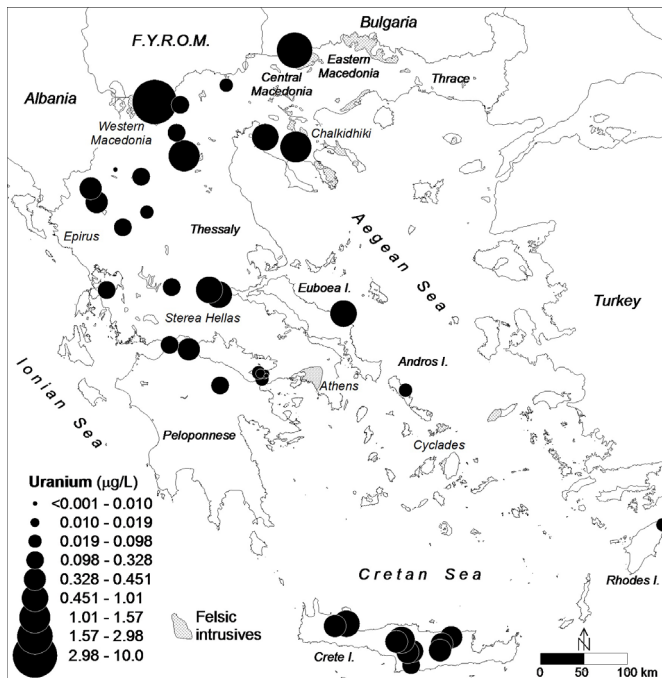 F.Y.R.O.M.
Bulgaria
Albania
Central
Macedonia
Eastern
Macedonia
Thrace
Western
Macedonia
Chalkidhiki
Epirus
Thessaly
Aegean Sea
Turkey
Euboea I.
Sterea Hellas
Ionian Sea
Athens
Andros I.
Peloponnese
Cyclades
Uranium (µg/L)
<0.001 - 0.010
0.010 - 0.019
0.019 - 0.098
0.098 - 0.328
0.328 - 0.451
0.451 - 1.01
1.01 - 1.57
1.57 - 2.98
2.98 - 10.0
Felsic
intrusives
Cretan Sea
Crete I.
Rhodes I.
N
0 50 100 km